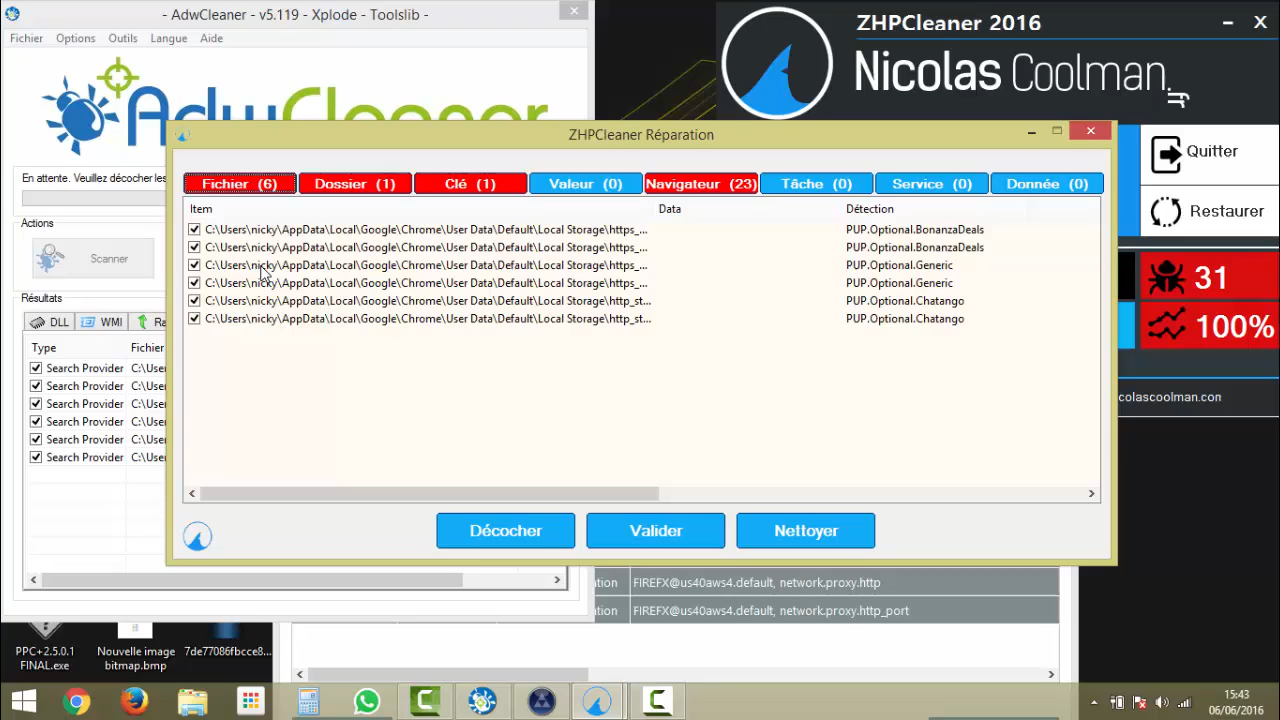 - AdwCleaner - v5.119 - Xplode - Toolslib -
Fichier Options Outils Langue Aide
AdwCleaner
En attente. Veuillez décocher les
Actions
Scanner
Résultats
DLL WMI Ra
Type Fichier
Search Provider C:\User
Search Provider C:\User
Search Provider C:\User
Search Provider C:\User
Search Provider C:\User
Search Provider C:\User
ZHPCleaner 2016
Nicolas Coolman
Quitter
Restaurer
31
100%
colascoolman.con
ZHPCleaner Réparation
Fichier (6) Dossier (1) Clé (1) Valeur (0) Navigateur (23) Tâche (0) Service (0) Donnée (0)
Item Data Détection
C:\Users\nicky\AppData\Local\Google\Chrome\User Data\Default\Local Storage\https_... PUP.Optional.BonanzaDeals
C:\Users\nicky\AppData\Local\Google\Chrome\User Data\Default\Local Storage\https_... PUP.Optional.BonanzaDeals
C:\Users\nicky\AppData\Local\Google\Chrome\User Data\Default\Local Storage\https_... PUP.Optional.Generic
C:\Users\nicky\AppData\Local\Google\Chrome\User Data\Default\Local Storage\https_... PUP.Optional.Generic
C:\Users\nicky\AppData\Local\Google\Chrome\User Data\Default\Local Storage\http_st... PUP.Optional.Chatango
C:\Users\nicky\AppData\Local\Google\Chrome\User Data\Default\Local Storage\http_st... PUP.Optional.Chatango
Décocher Valider Nettoyer
ation FIREFX@us40aws4.default, network.proxy.http
FIREFX@us40aws4.default, network.proxy.http_port
PPC+2.5.0.1
FINAL.exe
Nouvelle image
bitmap.bmp
7de77086fbcce8...
15:43
06/06/2016